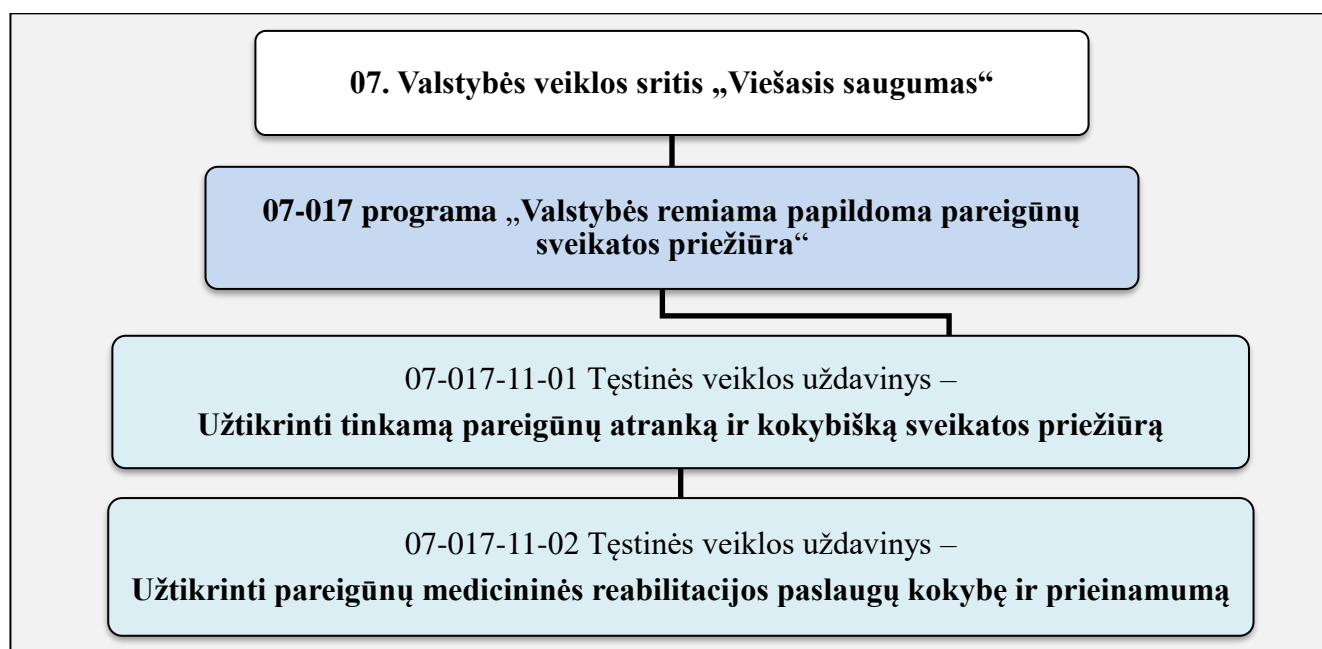 07. Valstybės veiklos sritis „Viešasis saugumas“
07-017 programa „Valstybės remiama papildoma pareigūnų
sveikatos priežiūra“
07-017-11-01 Tęstinės veiklos uždavinys –
Užtikrinti tinkamą pareigūnų atranką ir kokybišką sveikatos priežiūrą
07-017-11-02 Tęstinės veiklos uždavinys –
Užtikrinti pareigūnų medicininės reabilitacijos paslaugų kokybę ir prieinamumą